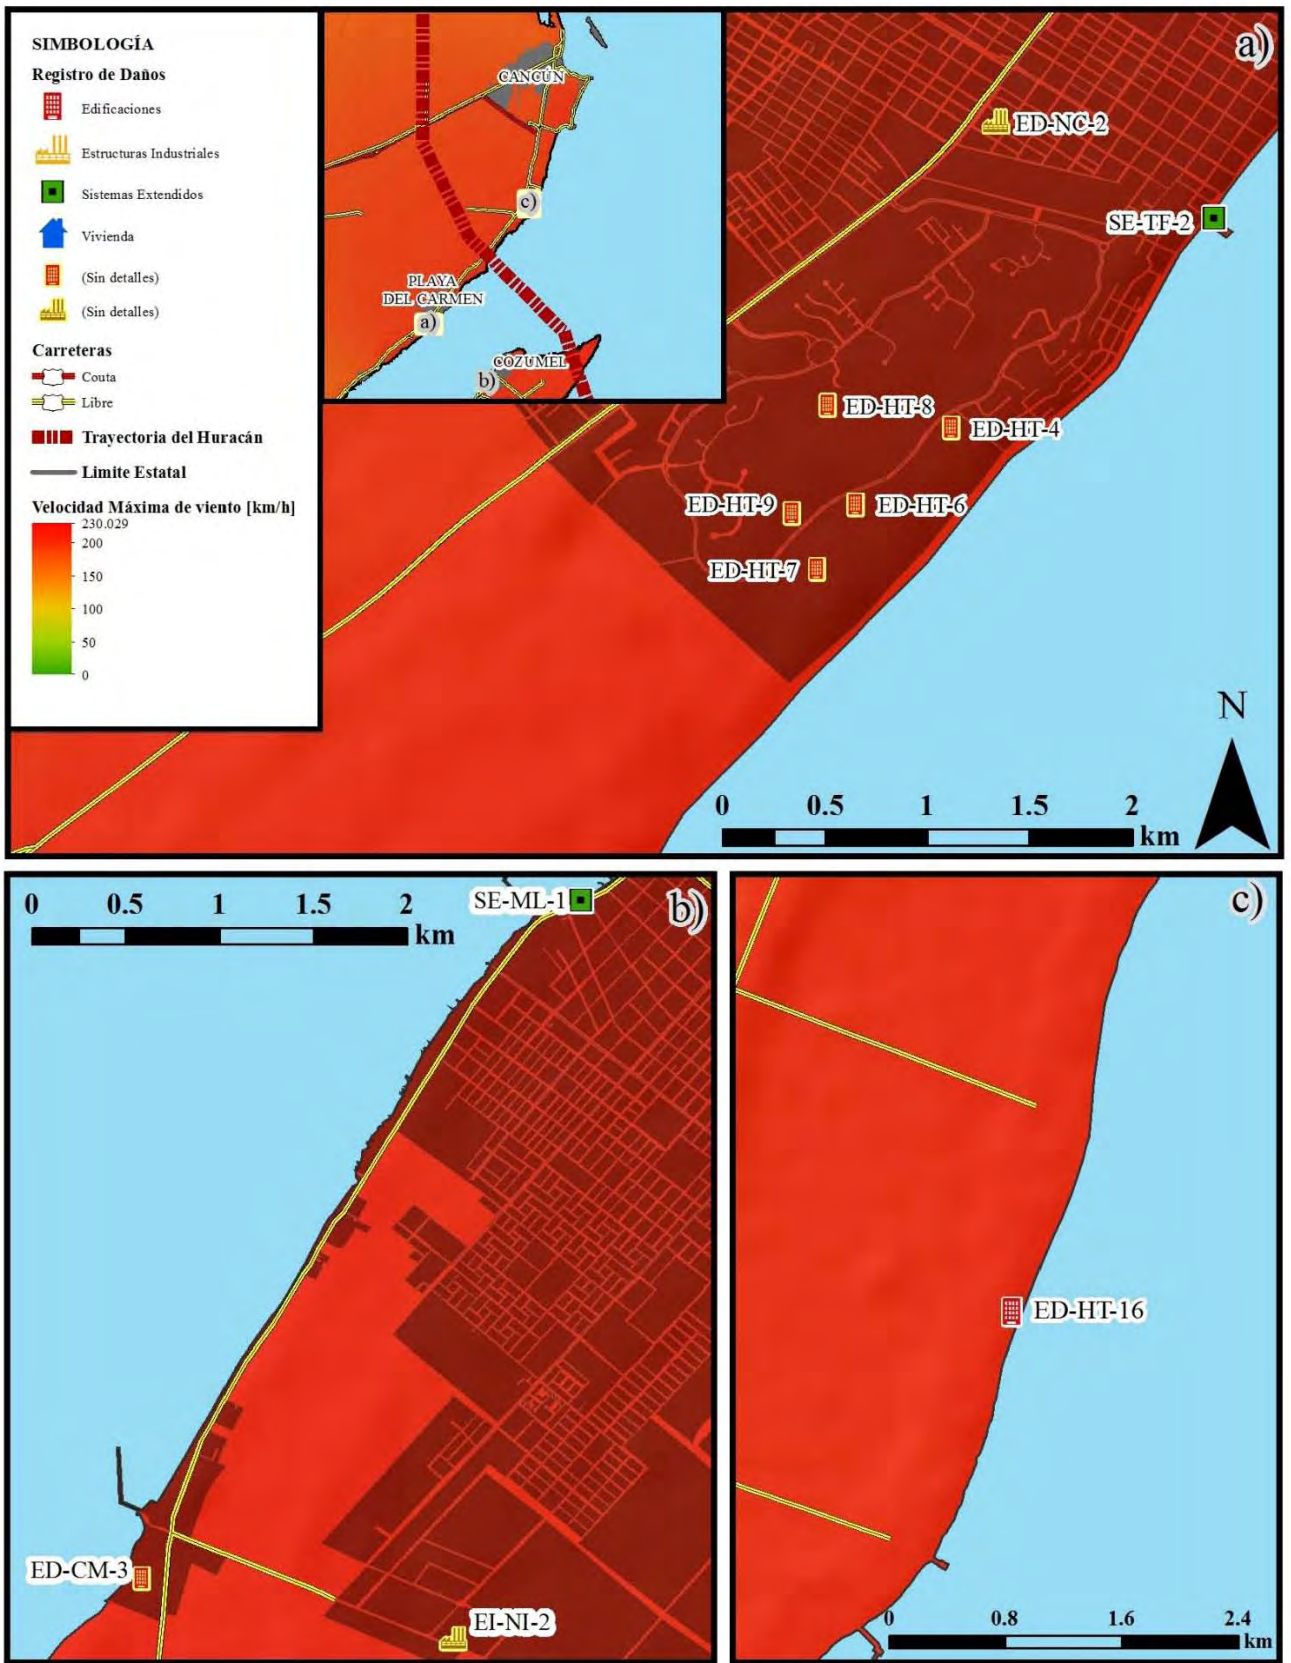 SIMBOLOGÍA
Registro de Daños
Edificaciones
Estructuras Industriales
Sistemas Extendidos
Vivienda
(Sin detalles)
(Sin detalles)
Carreteras
Couta
Libre
Trayectoria del Huracán
Limite Estatal
Velocidad Máxima de viento [km/h]
230.029
200
150
100
50
0
CANCÚN
c)
PLAYA
DEL CARMEN
a)
COZUMEL
b)
a)
ED-NC-2
SE-TF-2
ED-HT-8
ED-HT-4
ED-HT-9
ED-HT-6
ED-HT-7
N
0 0.5 1 1.5 2
km
b)
SE-ML-1
0 0.5 1 1.5 2
km
ED-CM-3
EI-NI-2
c)
ED-HT-16
0 0.8 1.6 2.4
km